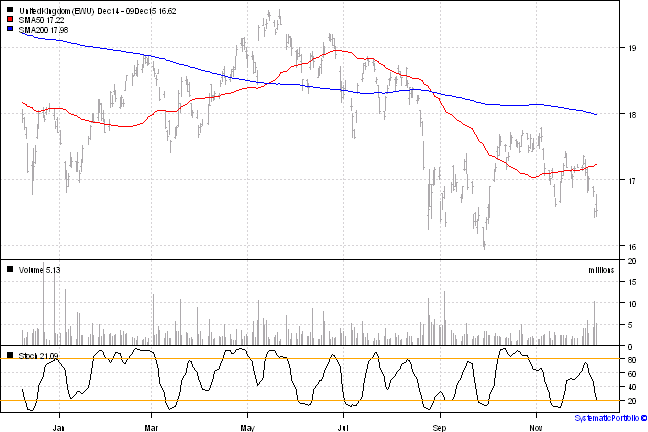 UnitedKingdom (EWU) Dec14 - 09Dec15 16.62
SMA50 17.22
SMA200 17.98
19
18
17
16
Volume 5.13
millions
20
15
10
5
0
Stoch 21.09
80
60
40
20
Jan Mar May Jul Sep Nov
SystematicPortfolio ©